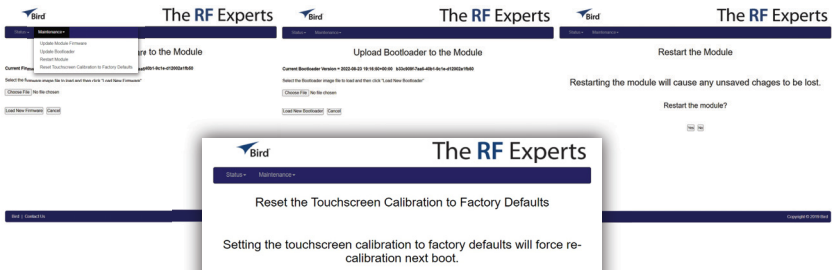 Bird
The RF Experts
Status
Maintenance
Update Module Firmware
Update Bootloader
Restart Module
Reset Touchscreen Calibration to Factory Defaults
to the Module
Select the firmware image file to load and then click "Load New Firmware"
Choose File No file chosen
Load New Firmware Cancel
Bird | Contact Us
Bird
The RF Experts
Status Maintenance
Upload Bootloader to the Module
Select the Bootloader image file to load and then click "Load New Bootloader"
Choose File No file chosen
Load New Bootloader Cancel
Bird
The RF Experts
Status Maintenance
Restart the Module
Restarting the module will cause any unsaved chages to be lost.
Restart the module?
Yes No
Copyright © 2019 Bird
Bird
The RF Experts
Status Maintenance
Reset the Touchscreen Calibration to Factory Defaults
Setting the touchscreen calibration to factory defaults will force re-
calibration next boot.